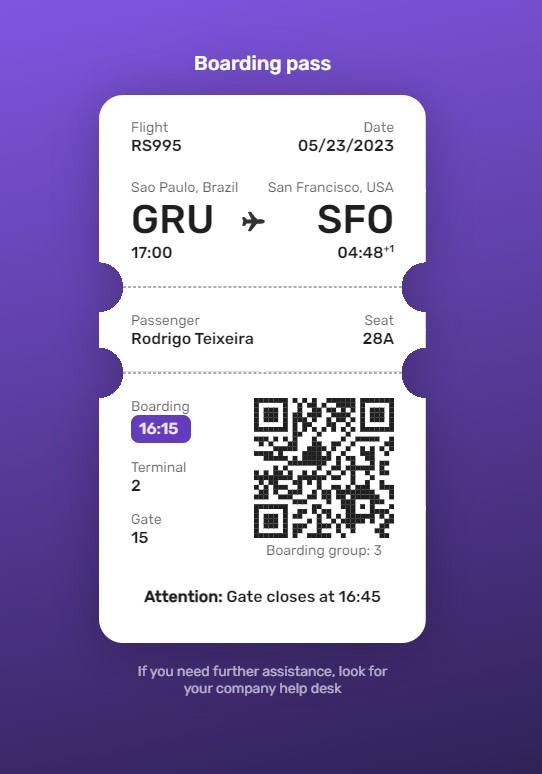 Boarding pass
Flight Date
RS995 05/23/2023
Sao Paulo, Brazil San Francisco, USA
GRU SFO
17:00 04:48+1
Passenger Seat
Rodrigo Teixeira 28A
Boarding
16:15
Terminal
2
Gate
15
Boarding group: 3
Attention: Gate closes at 16:45
If you need further assistance, look for
your company help desk